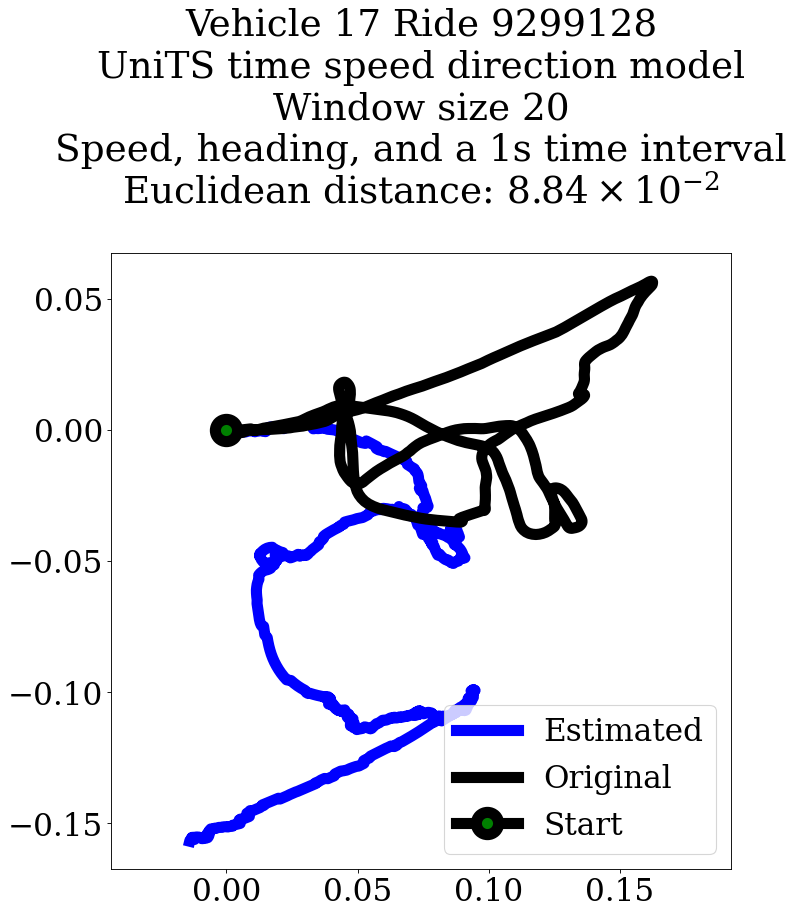 Vehicle 17 Ride 9299128
UniTS time speed direction model
Window size 20
Speed, heading, and a 1s time interval
Euclidean distance: 8.84 × 10⁻²
0.05
0.00
−0.05
−0.10
−0.15
Estimated
Original
Start
0.00 0.05 0.10 0.15